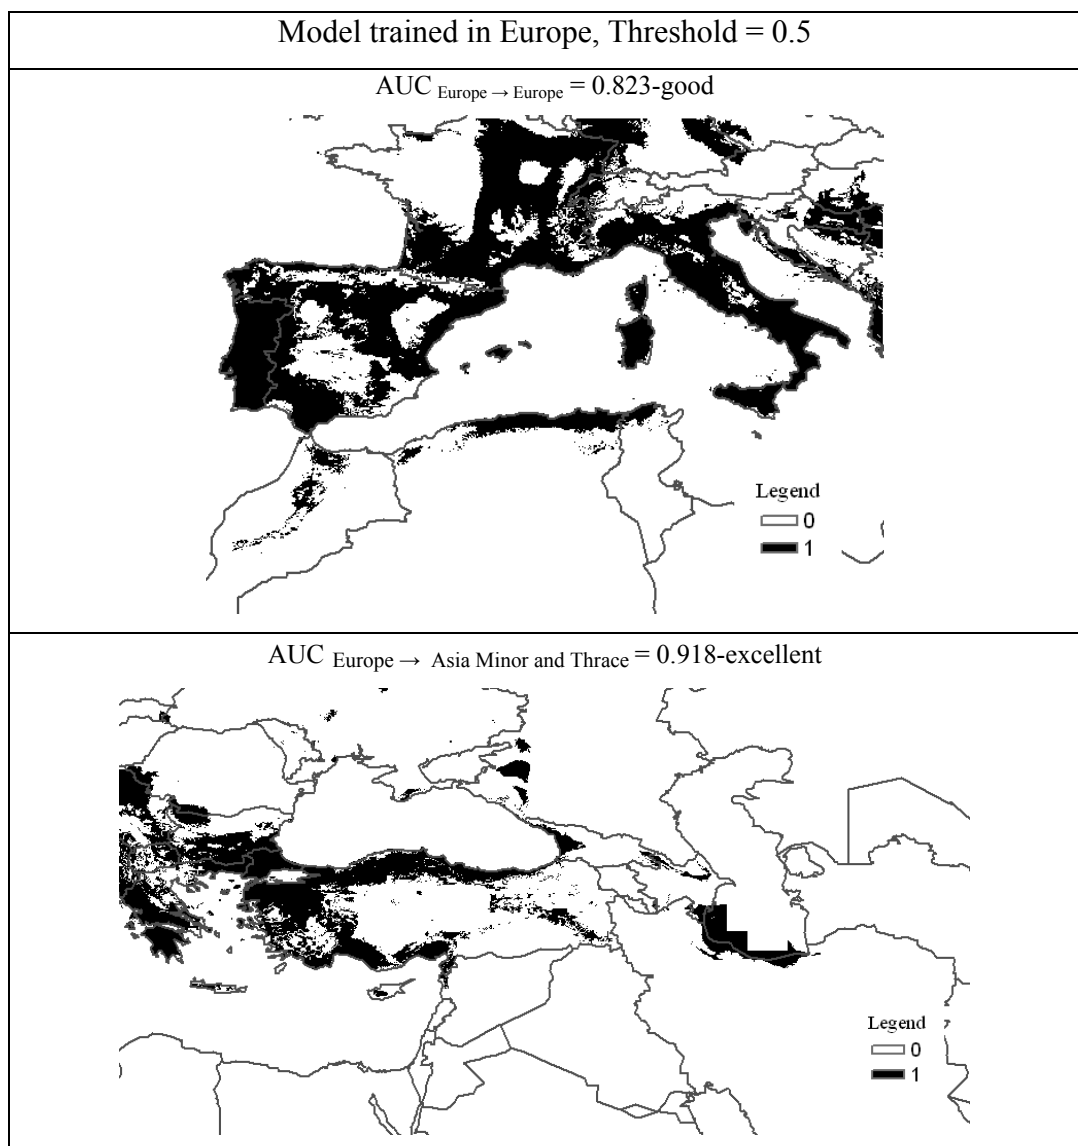 Model trained in Europe, Threshold = 0.5
AUC Europe → Europe = 0.823-good
Legend
0
1
AUC Europe → Asia Minor and Thrace = 0.918-excellent
Legend
0
1